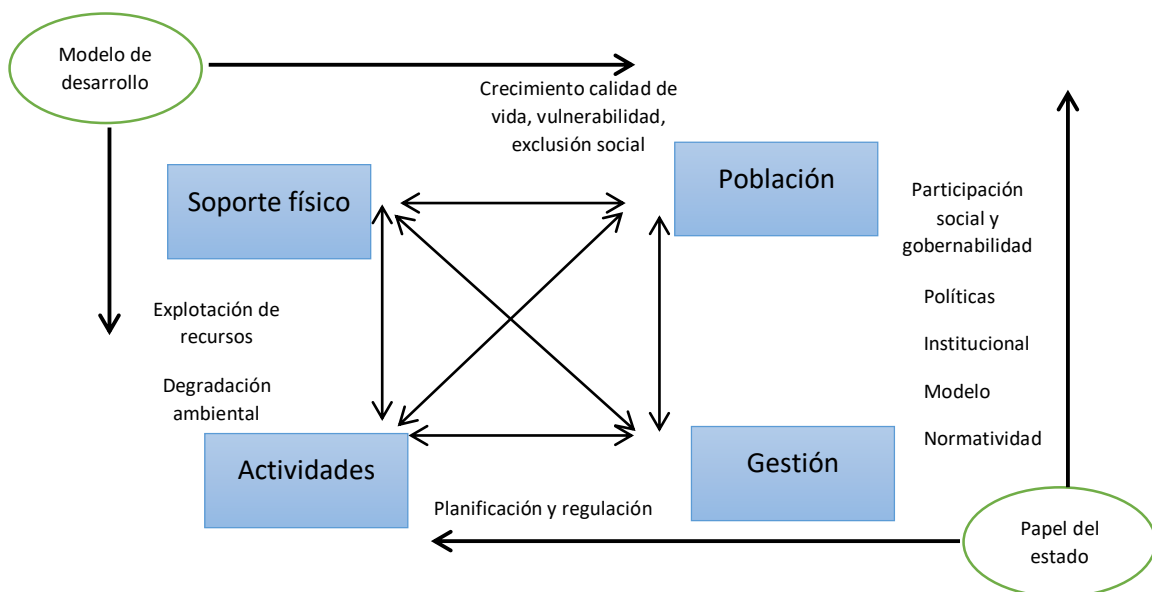 Modelo de
desarrollo
Crecimiento calidad de
vida, vulnerabilidad,
exclusión social
Soporte físico
Población
Participación
social y
gobernabilidad
Explotación de
recursos
Políticas
Institucional
Degradación
ambiental
Modelo
Normatividad
Actividades
Gestión
Planificación y regulación
Papel del
estado